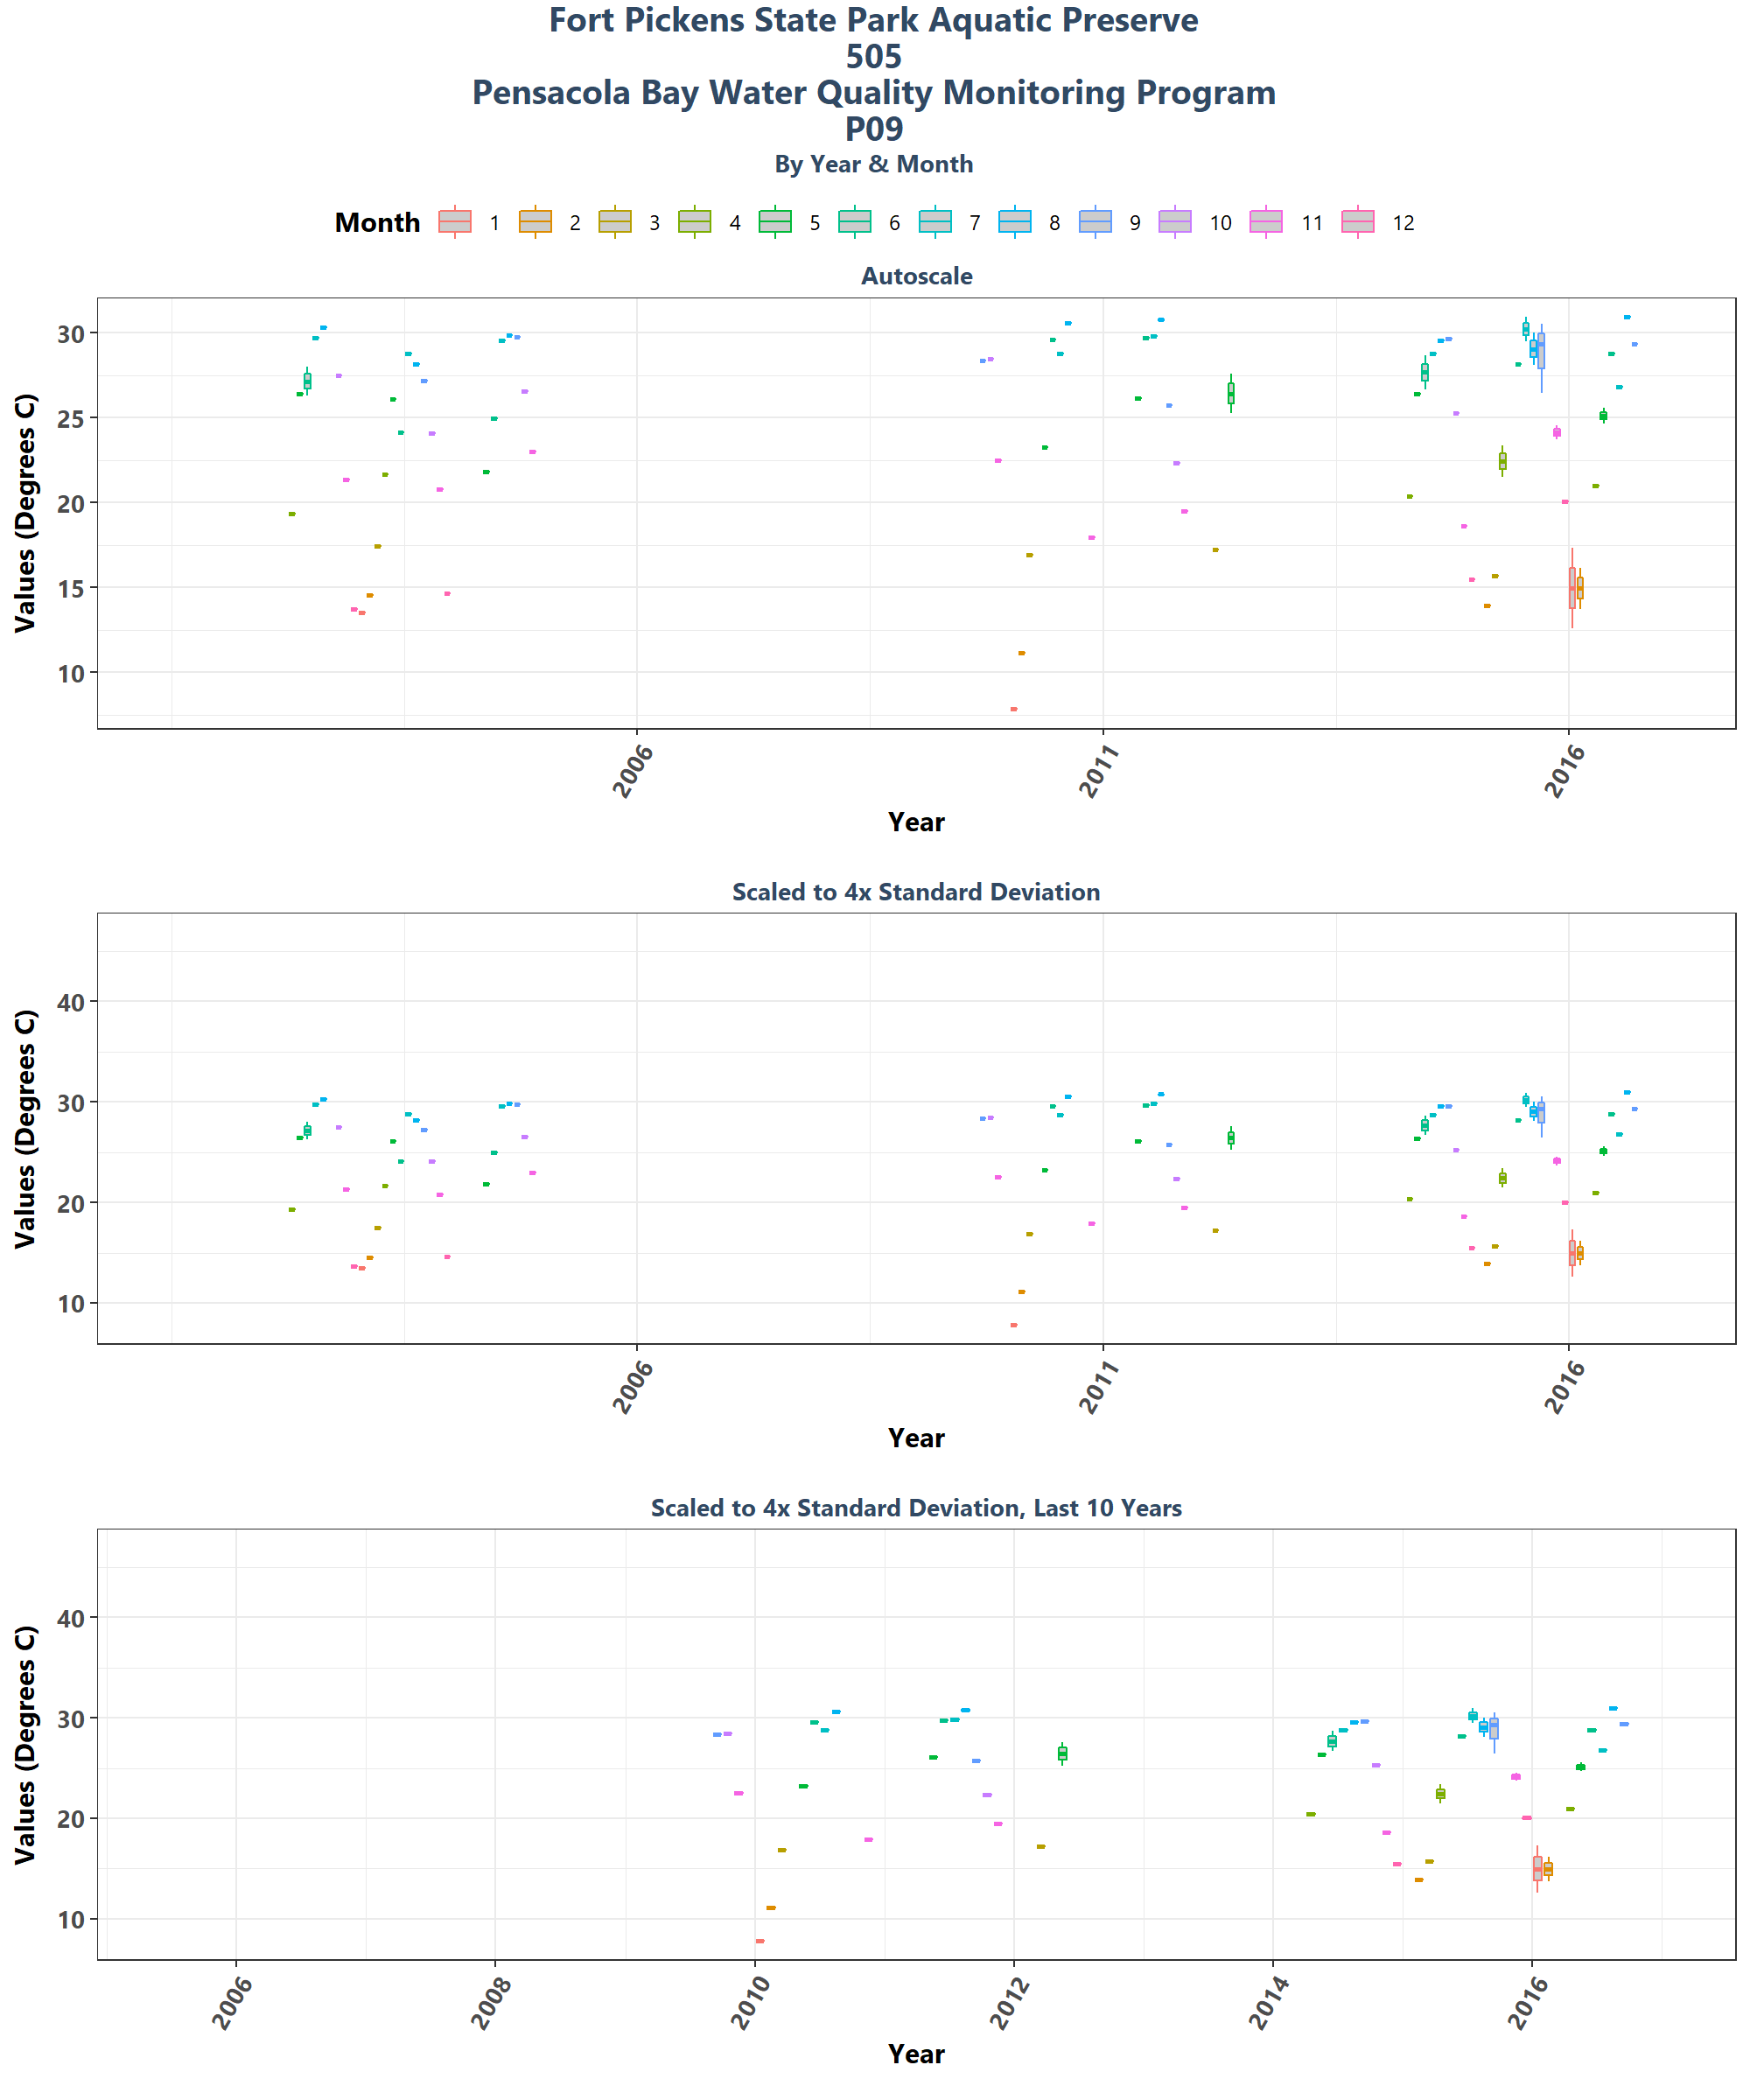 Fort Pickens State Park Aquatic Preserve
505
Pensacola Bay Water Quality Monitoring Program
P09
By Year & Month
Month 1 2 3 4 5 6 7 8 9 10 11 12
Autoscale
Values (Degrees C)
30
25
20
15
10
2006 2011 2016
Year
Scaled to 4x Standard Deviation
Values (Degrees C)
40
30
20
10
2006 2011 2016
Year
Scaled to 4x Standard Deviation, Last 10 Years
Values (Degrees C)
40
30
20
10
2006 2008 2010 2012 2014 2016
Year